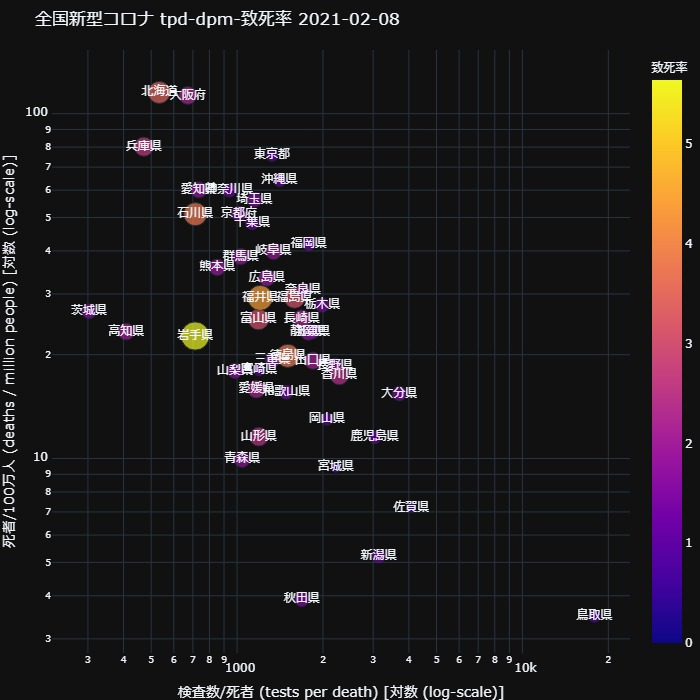 全国新型コロナ tpd-dpm-致死率 2021-02-08
致死率
北海道
大阪府
兵庫県
東京都
沖縄県
愛知県
神奈川県
埼玉県
石川県
京都府
千葉県
福岡県
岐阜県
群馬県
熊本県
広島県
奈良県
福井県
福島県
栃木県
茨城県
富山県
長崎県
高知県
岩手県
徳島県
山口県
長野県
三重県
宮崎県
山梨県
香川県
愛媛県
和歌山県
大分県
岡山県
山形県
鹿児島県
青森県
宮城県
佐賀県
新潟県
秋田県
鳥取県
100
9
8
7
6
5
4
3
2
10
9
8
7
6
5
4
3
3
4
5
6
7
8
9
1000
2
3
4
5
6
7
8
9
10k
2
5
4
3
2
1
0
死者/100万人 (deaths / million people) [対数 (log-scale)]
検査数/死者 (tests per death) [対数 (log-scale)]